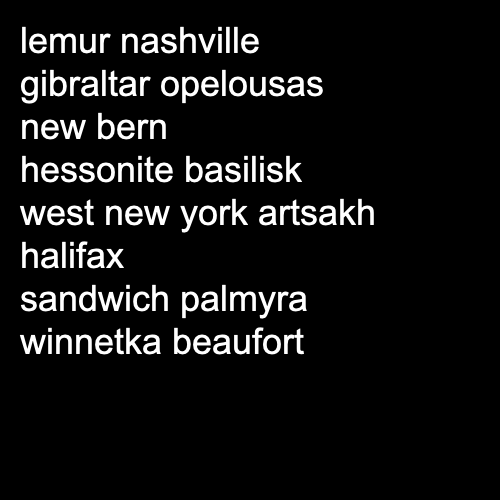 lemur nashville
gibraltar opelousas
new bern
hessonite basilisk
west new york artsakh
halifax
sandwich palmyra
winnetka beaufort